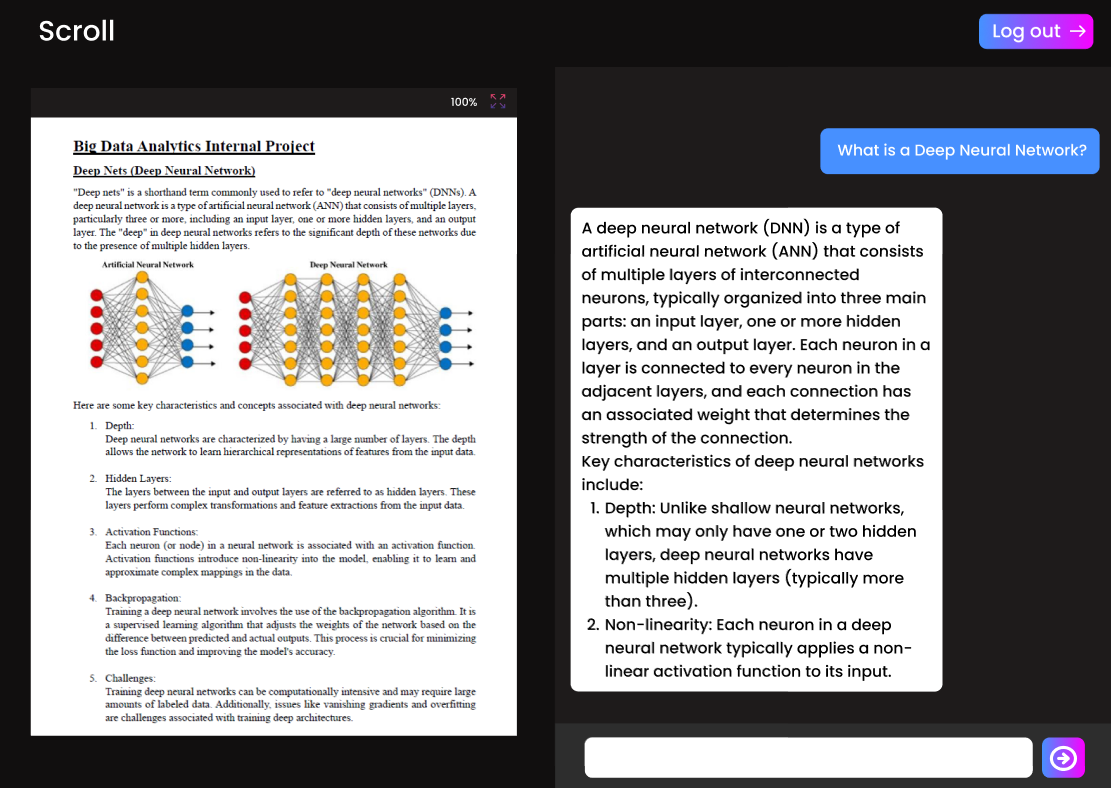 Scroll
Log out
100%
Big Data Analytics Internal Project
Deep Nets (Deep Neural Network)
"Deep nets" is a shorthand term commonly used to refer to "deep neural networks" (DNNs). A
deep neural network is a type of artificial neural network (ANN) that consists of multiple layers,
particularly three or more, including an input layer, one or more hidden layers, and an output
layer. The "deep" in deep neural networks refers to the significant depth of these networks due
to the presence of multiple hidden layers.
Artificial Neural Network
Deep Neural Network
Here are some key characteristics and concepts associated with deep neural networks:
1. Depth:
Deep neural networks are characterized by having a large number of layers. The depth
allows the network to learn hierarchical representations of features from the input data.
2. Hidden Layers:
The layers between the input and output layers are referred to as hidden layers. These
layers perform complex transformations and feature extractions from the input data.
3. Activation Functions:
Each neuron (or node) in a neural network is associated with an activation function.
Activation functions introduce non-linearity into the model, enabling it to learn and
approximate complex mappings in the data.
4. Backpropagation:
Training a deep neural network involves the use of the backpropagation algorithm. It is
a supervised learning algorithm that adjusts the weights of the network based on the
difference between predicted and actual outputs. This process is crucial for minimizing
the loss function and improving the model's accuracy.
5. Challenges:
Training deep neural networks can be computationally intensive and may require large
amounts of labeled data. Additionally, issues like vanishing gradients and overfitting
are challenges associated with training deep architectures.
What is a Deep Neural Network?
A deep neural network (DNN) is a type of
artificial neural network (ANN) that consists
of multiple layers of interconnected
neurons, typically organized into three main
parts: an input layer, one or more hidden
layers, and an output layer. Each neuron in a
layer is connected to every neuron in the
adjacent layers, and each connection has
an associated weight that determines the
strength of the connection.
Key characteristics of deep neural networks
include:
1. Depth: Unlike shallow neural networks,
which may only have one or two hidden
layers, deep neural networks have
multiple hidden layers (typically more
than three).
2. Non-linearity: Each neuron in a deep
neural network typically applies a non-
linear activation function to its input.